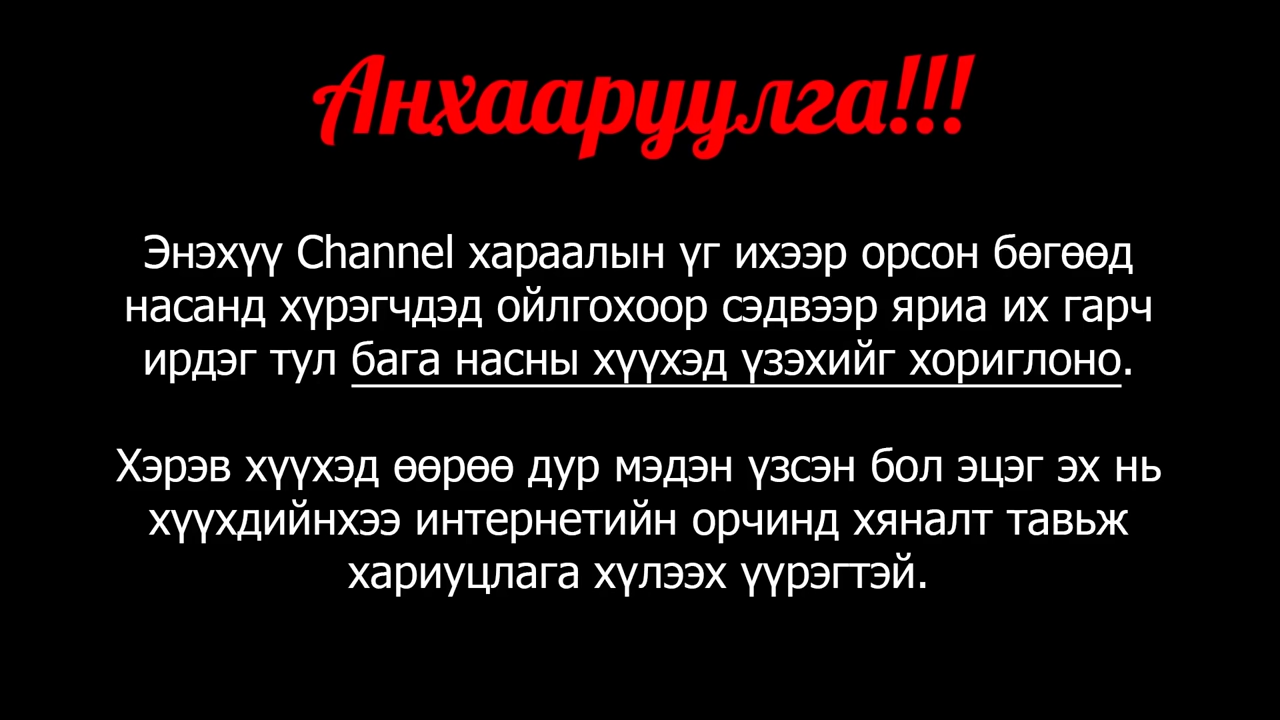 Анхааруулга!!!
Энэхүү Channel хараалын үг ихээр орсон бөгөөд
насанд хүрэгчдэд ойлгохоор сэдвээр яриа их гарч
ирдэг тул бага насны хүүхэд үзэхийг хориглоно.
Хэрэв хүүхэд өөрөө дур мэдэн үзсэн бол эцэг эх нь
хүүхдийнхээ интернетийн орчинд хяналт тавьж
хариуцлага хүлээх үүрэгтэй.